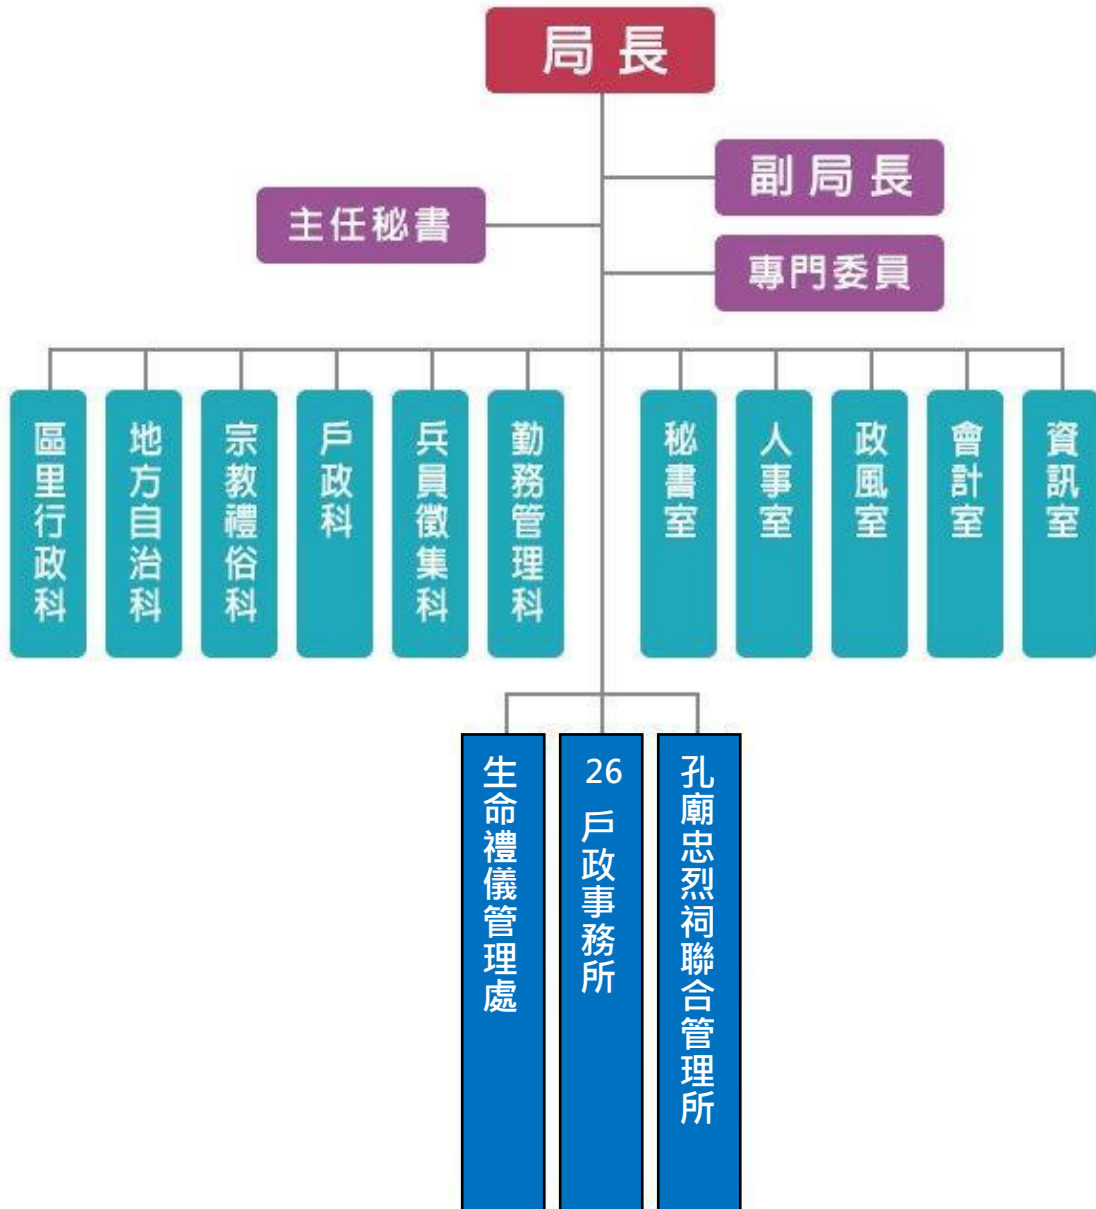 局長
副局長
主任秘書
專門委員
區里行政科
地方自治科
宗教禮俗科
戶政科
兵員徵集科
勤務管理科
秘書室
人事室
政風室
會計室
資訊室
生命禮儀管理處
26
戶政事務所
孔廟忠烈祠聯合管理所